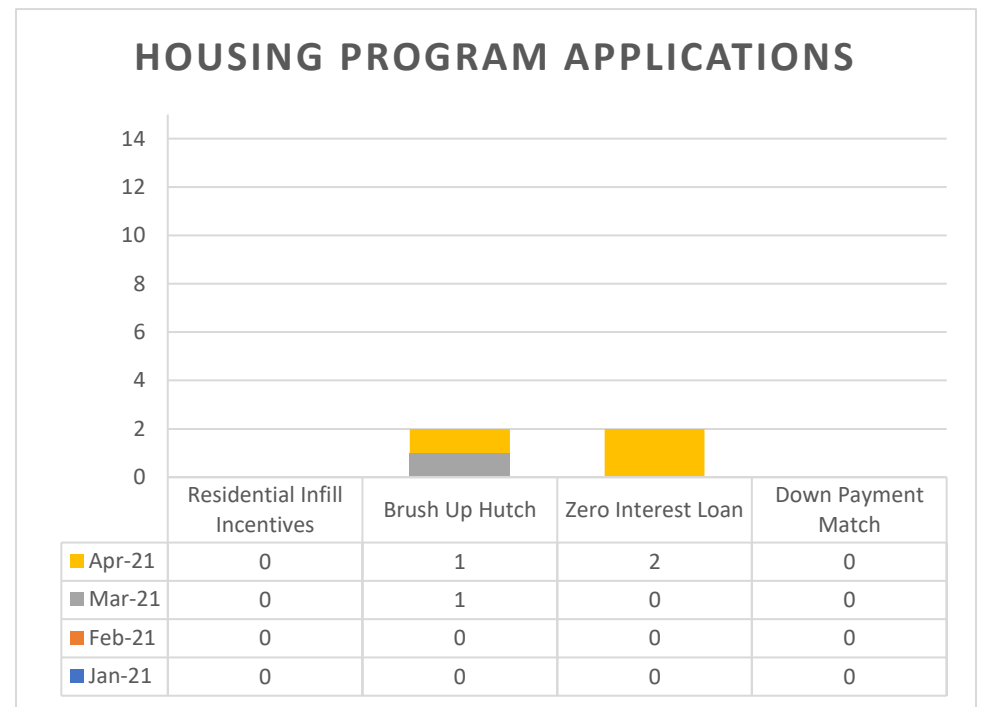 HOUSING PROGRAM APPLICATIONS
14
12
10
8
6
4
2
0
Residential Infill Incentives Brush Up Hutch Zero Interest Loan Down Payment Match
Apr-21 0 1 2 0
Mar-21 0 1 0 0
Feb-21 0 0 0 0
Jan-21 0 0 0 0